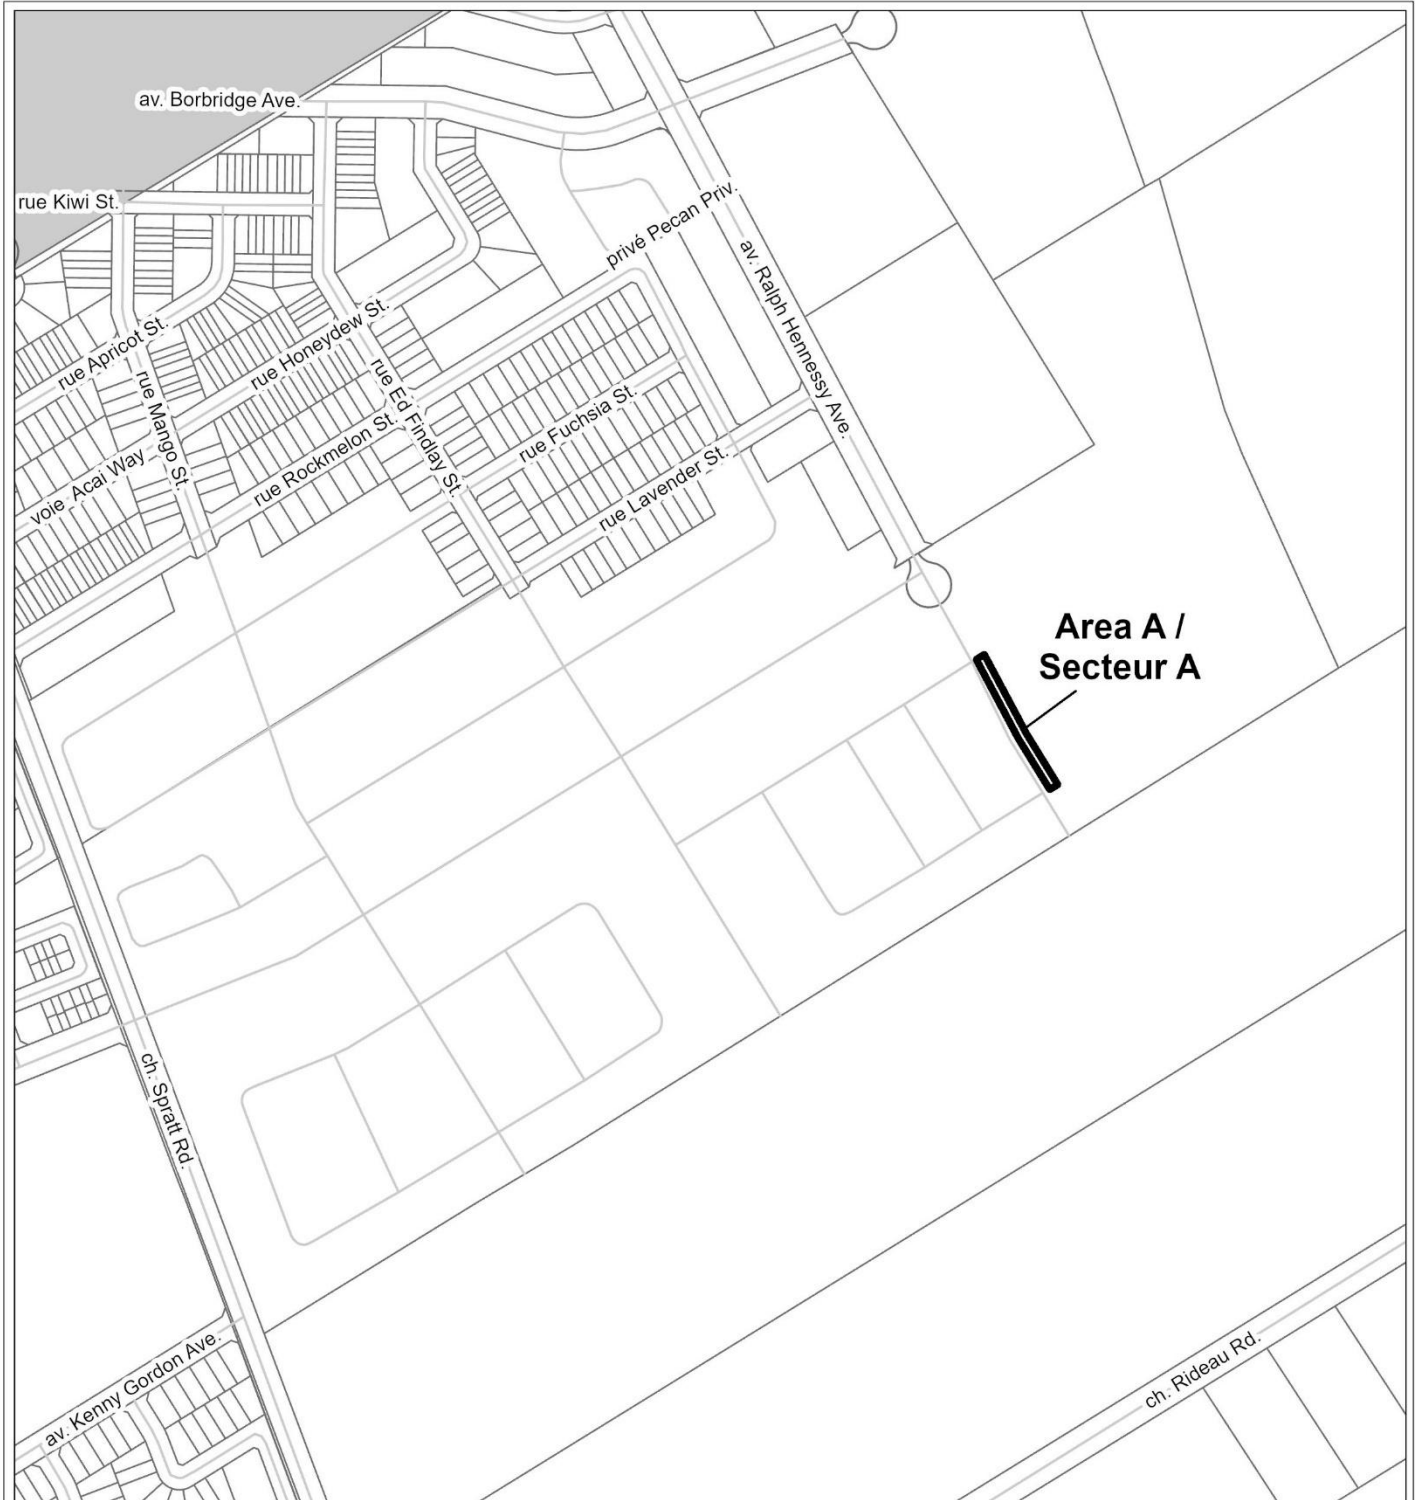 av. Borbridge Ave.
rue Kiwi St.
privé Pecan Priv.
av. Ralph Hennessy Ave.
rue Apricot St.
rue Honeydew St.
rue Mango St.
rue Ed Findlay St.
rue Fuchsia St.
rue Rockmelon St.
voie Acai Way
rue Lavender St.
Area A /
Secteur A
ch. Spratt Rd.
av. Kenny Gordon Ave.
ch. Rideau Rd.